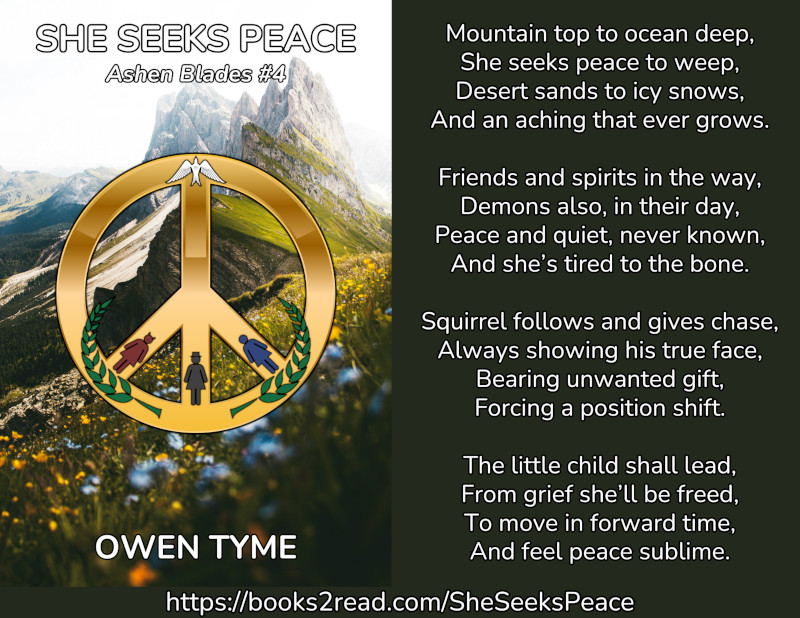 SHE SEEKS PEACE
Ashen Blades #4
OWEN TYME
Mountain top to ocean deep,
She seeks peace to weep,
Desert sands to icy snows,
And an aching that ever grows.
Friends and spirits in the way,
Demons also, in their day,
Peace and quiet, never known,
And she’s tired to the bone.
Squirrel follows and gives chase,
Always showing his true face,
Bearing unwanted gift,
Forcing a position shift.
The little child shall lead,
From grief she’ll be freed,
To move in forward time,
And feel peace sublime.
https://books2read.com/SheSeeksPeace